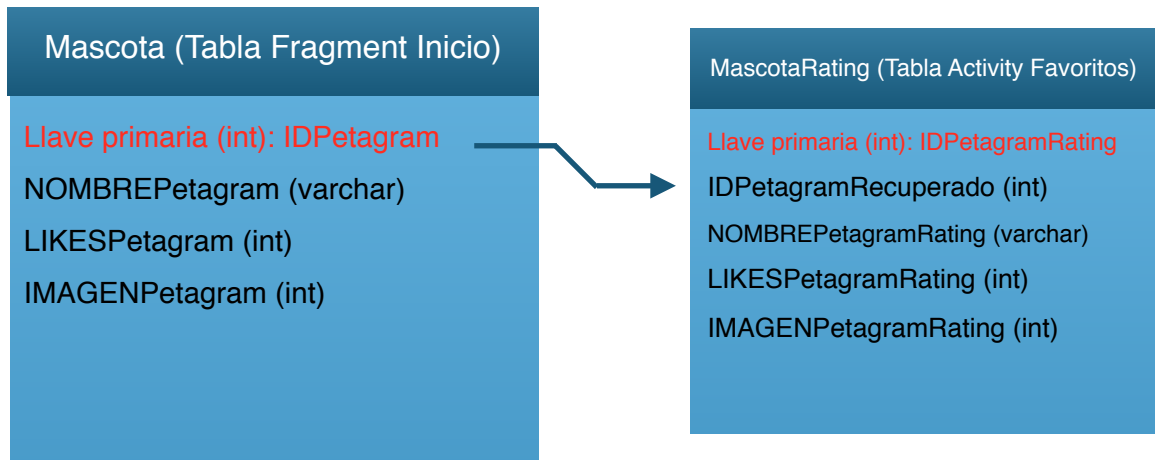 Mascota (Tabla Fragment Inicio)
Llave primaria (int): IDPetagram
NOMBREPetagram (varchar)
LIKESPetagram (int)
IMAGENPetagram (int)
MascotaRating (Tabla Activity Favoritos)
Llave primaria (int): IDPetagramRating
IDPetagramRecuperado (int)
NOMBREPetagramRating (varchar)
LIKESPetagramRating (int)
IMAGENPetagramRating (int)